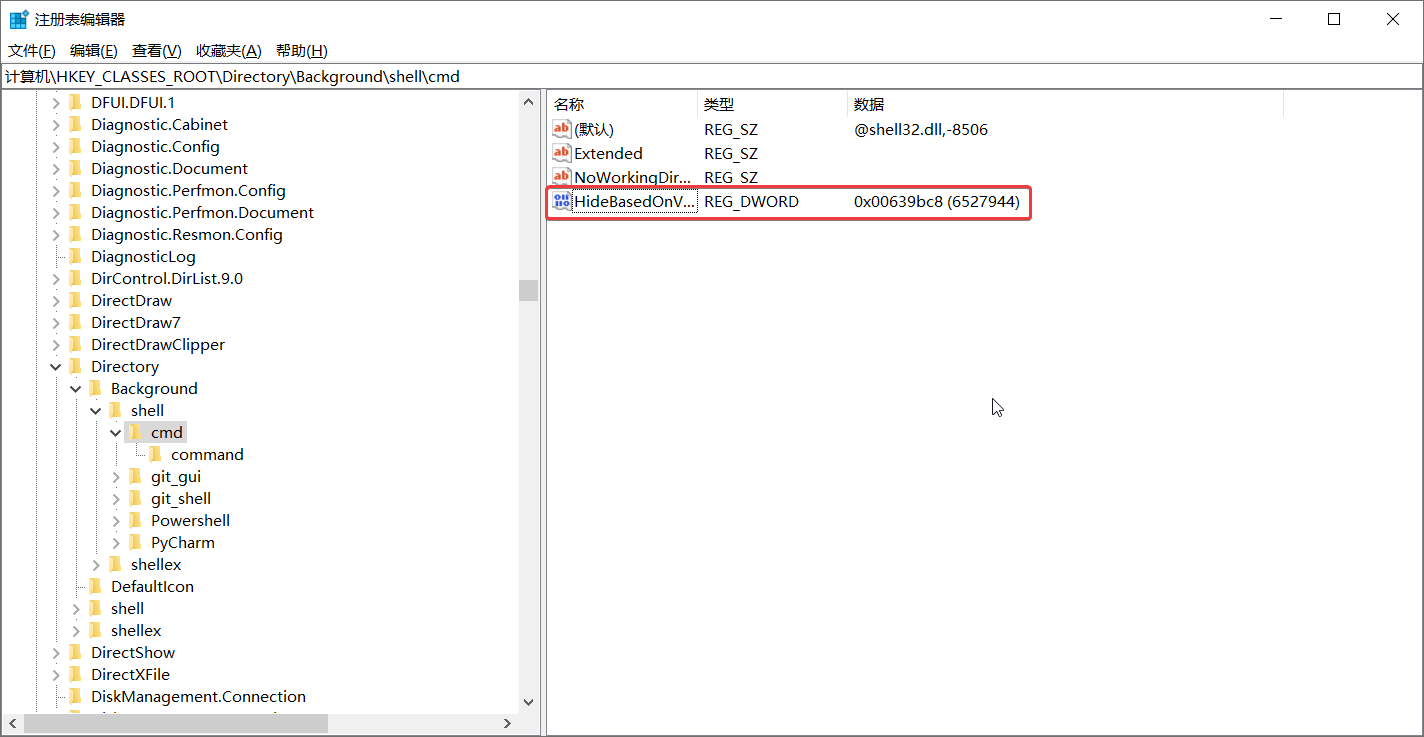 注册表编辑器
文件(F) 编辑(E) 查看(V) 收藏夹(A) 帮助(H)
计算机\HKEY_CLASSES_ROOT\Directory\Background\shell\cmd
DFUI.DFUI.1
Diagnostic.Cabinet
Diagnostic.Config
Diagnostic.Document
Diagnostic.Perfmon.Config
Diagnostic.Perfmon.Document
Diagnostic.Resmon.Config
DiagnosticLog
DirControl.DirList.9.0
DirectDraw
DirectDraw7
DirectDrawClipper
Directory
Background
shell
cmd
command
git_gui
git_shell
Powershell
PyCharm
shellex
DefaultIcon
shell
shellex
DirectShow
DirectXFile
DiskManagement.Connection
名称 类型 数据
(默认) REG_SZ @shell32.dll,-8506
Extended REG_SZ
NoWorkingDir... REG_SZ
HideBasedOnV... REG_DWORD 0x00639bc8 (6527944)